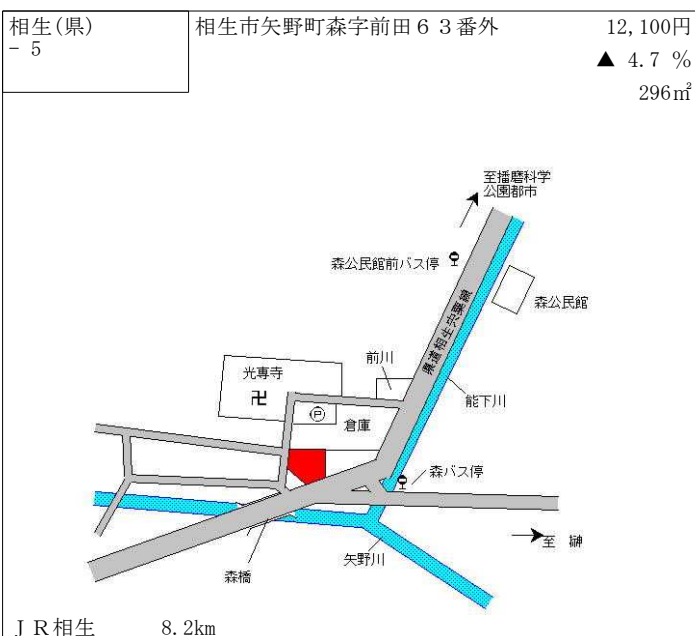 相生(県)
- 5
相生市矢野町森字前田６３番外
12,100円
▲ 4.7 %
296㎡
至播磨科学
公園都市
森公民館前バス停
森公民館
県道相生宍粟線
前川
光専寺
卍
P
倉庫
能下川
森バス停
至 榊
矢野川
森橋
ＪＲ相生 8.2km